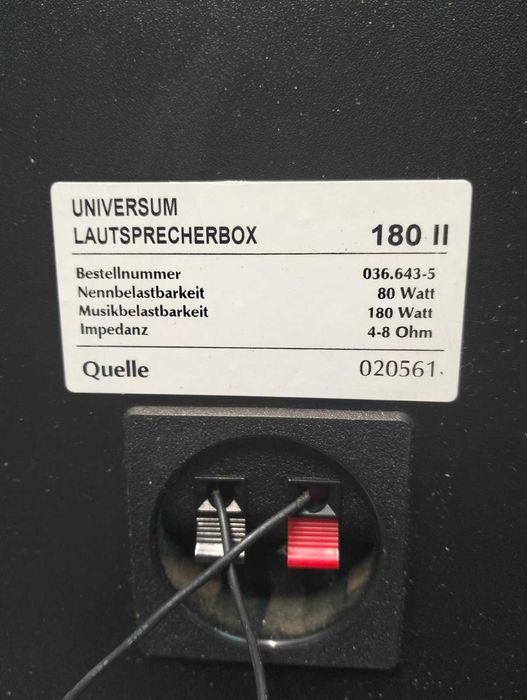 UNIVERSUM
LAUTSPRECHERBOX 180 II
Bestellnummer 036.643-5
Nennbelastbarkeit 80 Watt
Musikbelastbarkeit 180 Watt
Impedanz 4-8 Ohm
Quelle 020561.